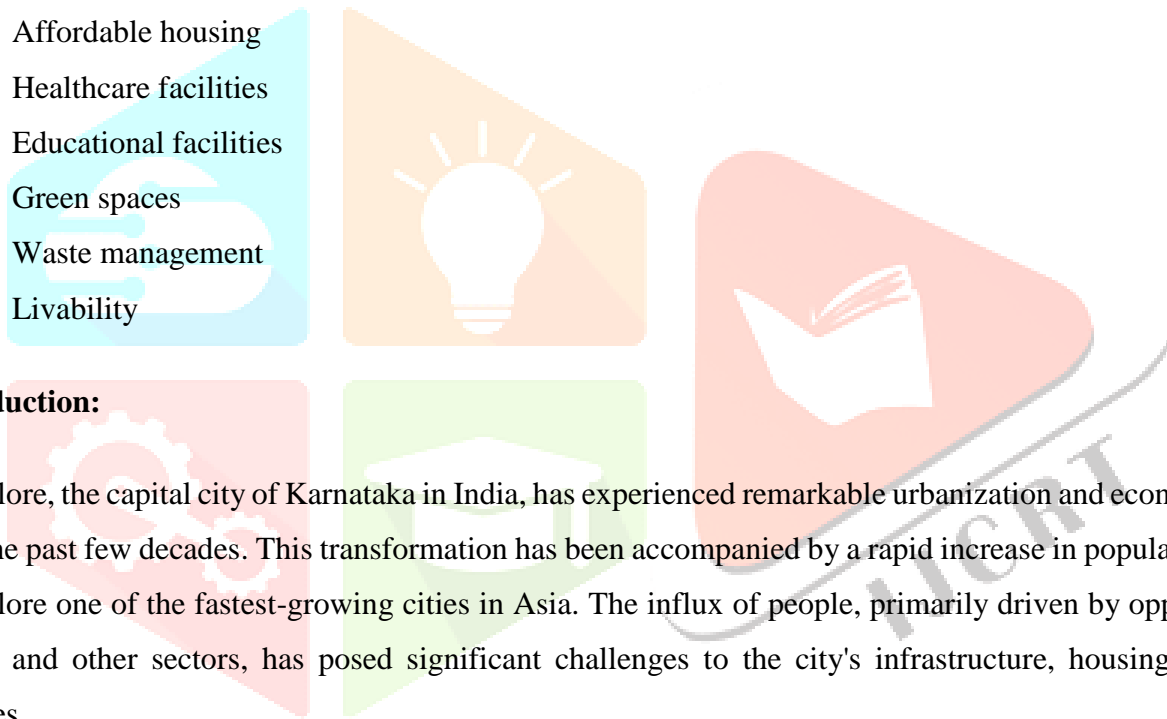 Affordable housing
Healthcare facilities
Educational facilities
Green spaces
Waste management
Livability
duction:
lore, the capital city of Karnataka in India, has experienced remarkable urbanization and econ
he past few decades. This transformation has been accompanied by a rapid increase in popula
lore one of the fastest-growing cities in Asia. The influx of people, primarily driven by opp
and other sectors, has posed significant challenges to the city's infrastructure, housing
es
IJCRT